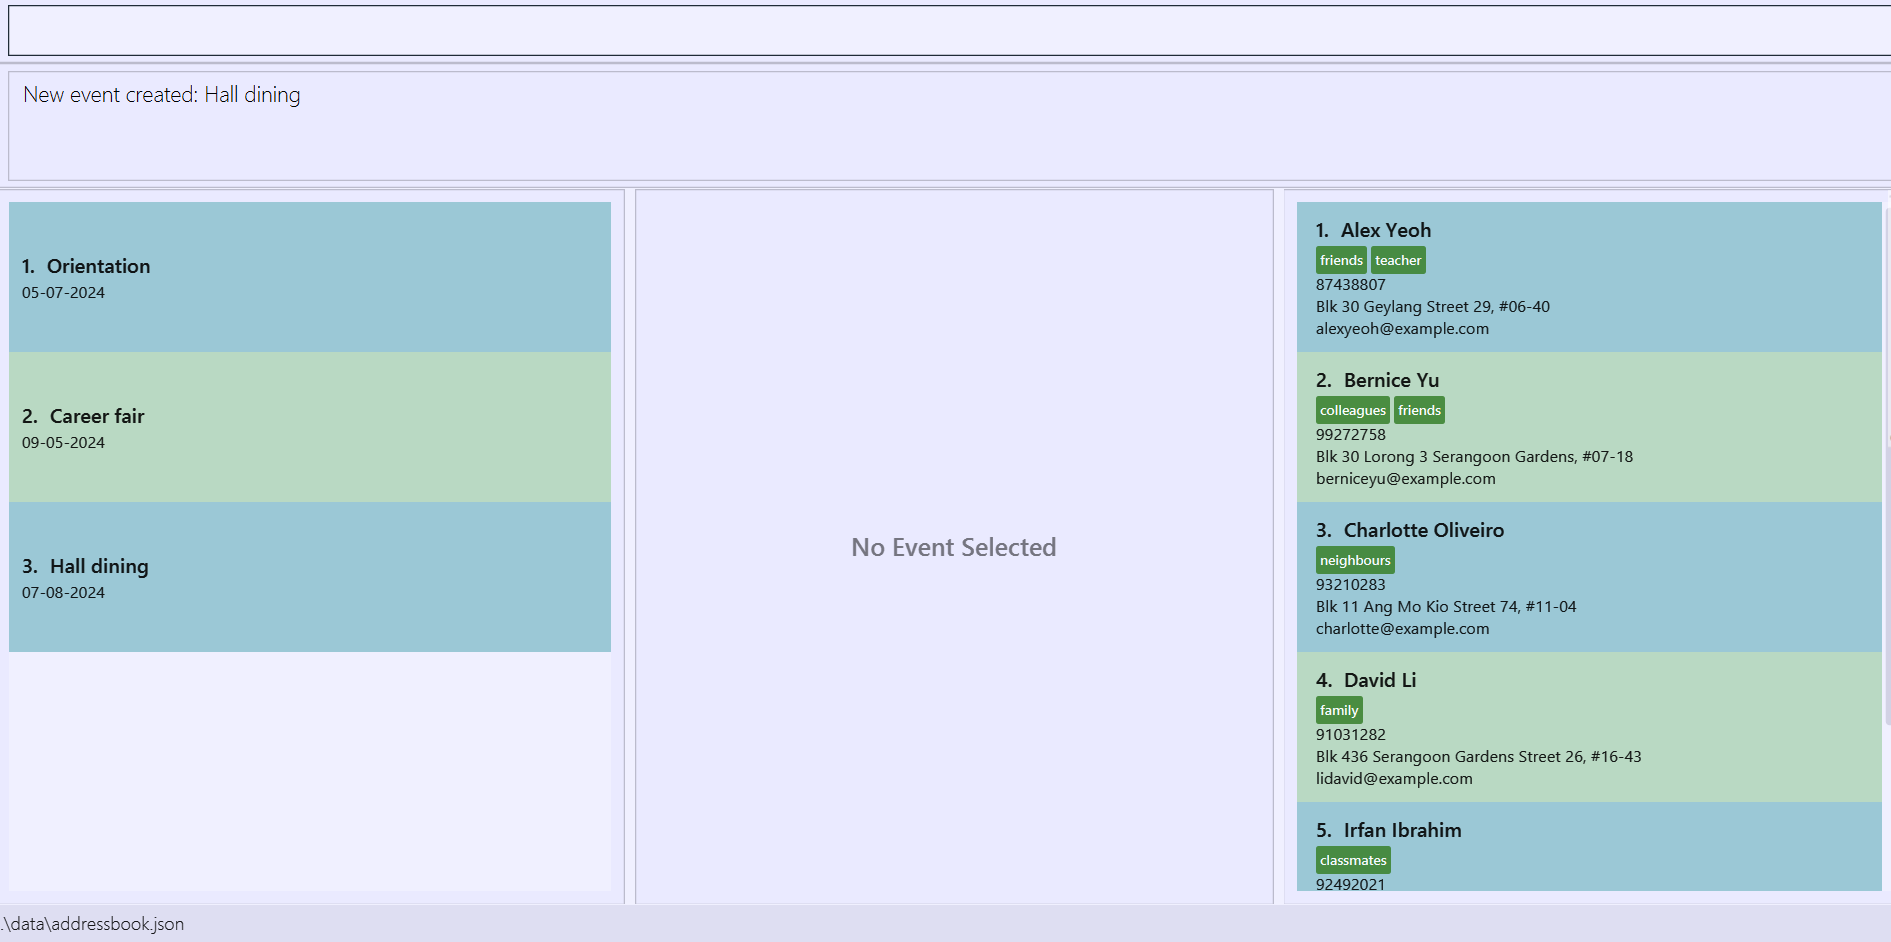 New event created: Hall dining
1. Orientation
05-07-2024
2. Career fair
09-05-2024
3. Hall dining
07-08-2024
No Event Selected
1. Alex Yeoh
friends teacher
87438807
Blk 30 Geylang Street 29, #06-40
alexyeoh@example.com
2. Bernice Yu
colleagues friends
99272758
Blk 30 Lorong 3 Serangoon Gardens, #07-18
berniceyu@example.com
3. Charlotte Oliveiro
neighbours
93210283
Blk 11 Ang Mo Kio Street 74, #11-04
charlotte@example.com
4. David Li
family
91031282
Blk 436 Serangoon Gardens Street 26, #16-43
lidavid@example.com
5. Irfan Ibrahim
classmates
92492021
.\data\addressbook.json